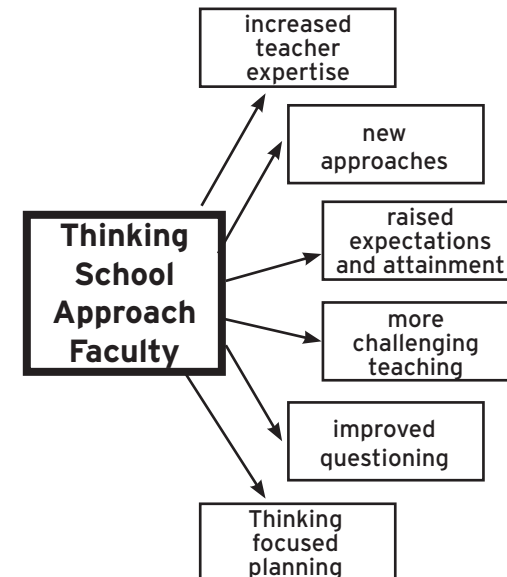 increased
teacher
expertise
new
approaches
raised
expectations
and attainment
Thinking
School
Approach
Faculty
more
challenging
teaching
improved
questioning
Thinking
focused
planning